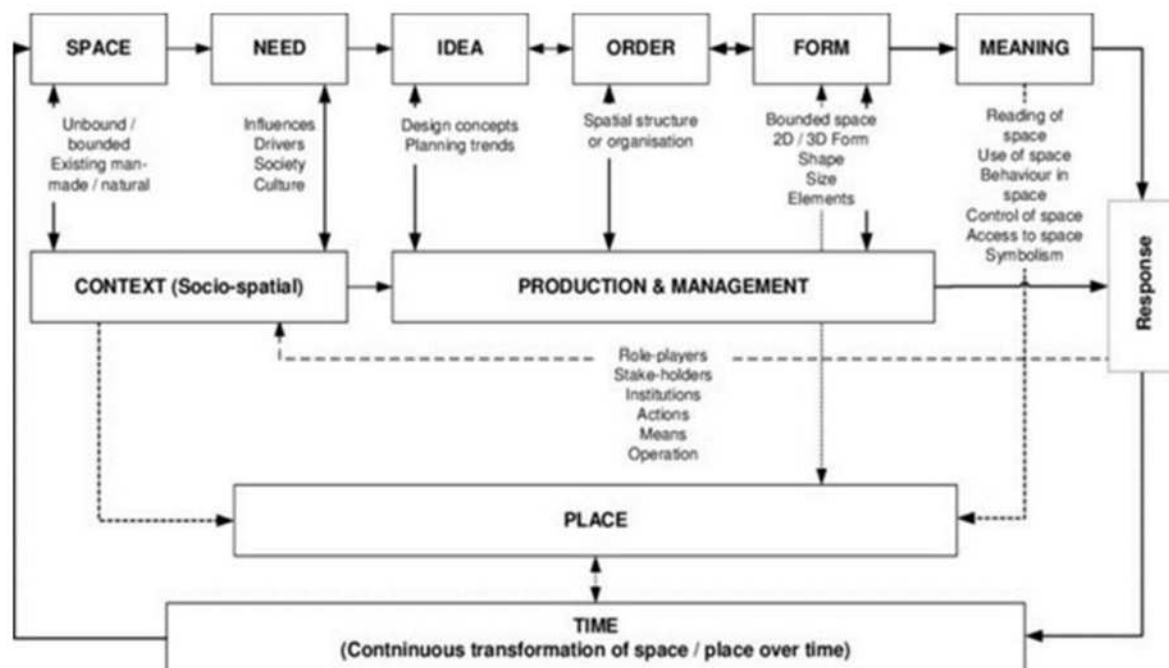 SPACE
NEED
IDEA
ORDER
FORM
MEANING
Unbound /
bounded
Existing man-
made / natural
Influences
Drivers
Society
Culture
Design concepts
Planning trends
Spatial structure
or organisation
Bounded space
2D / 3D Form
Shape
Size
Elements
Reading of
space
Use of space
Behaviour in
space
Control of space
Access to space
Symbolism
Response
CONTEXT (Socio-spatial)
PRODUCTION & MANAGEMENT
Role-players
Stake-holders
Institutions
Actions
Means
Operation
PLACE
TIME
(Contninuous transformation of space / place over time)